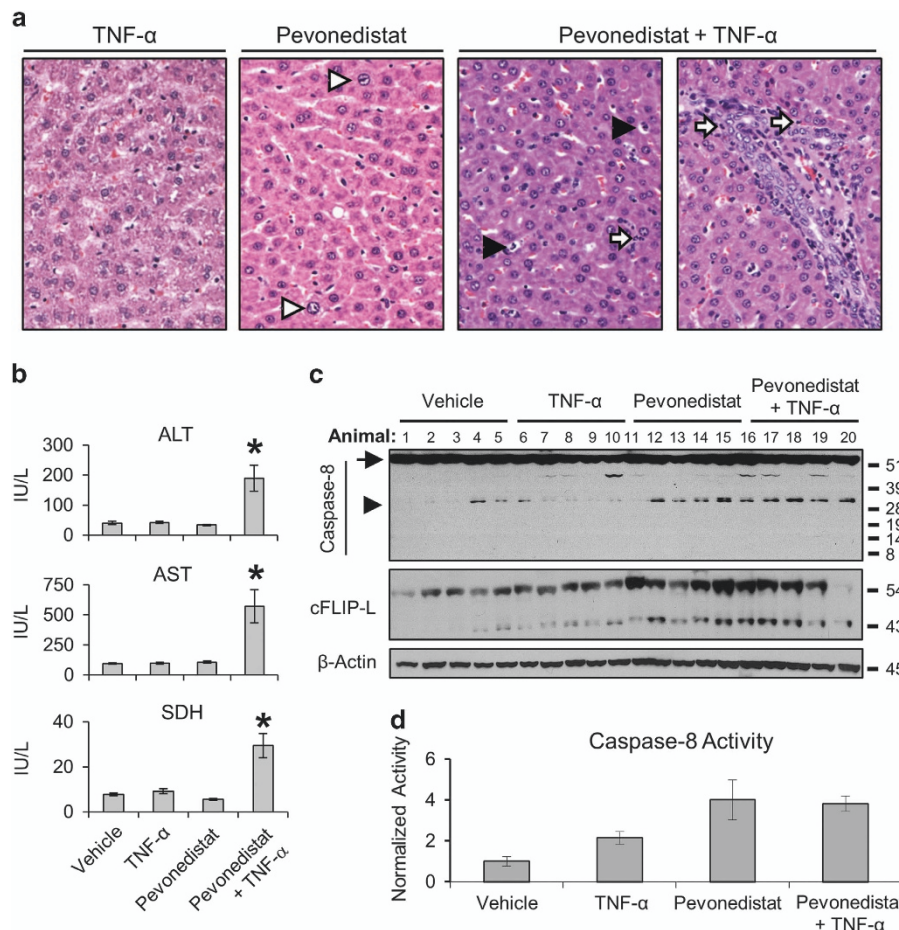 a
TNF-α
Pevonedistat
Pevonedistat + TNF-α
b
ALT
IU/L
300
200
100
0
*
AST
IU/L
750
500
250
0
*
SDH
IU/L
40
20
0
*
Vehicle
TNF-α
Pevonedistat
Pevonedistat
+ TNF-α
c
Vehicle
TNF-α
Pevonedistat
Pevonedistat
+ TNF-α
Animal: 1 2 3 4 5 6 7 8 9 10 11 12 13 14 15 16 17 18 19 20
Caspase-8
51
39
28
19
14
8
cFLIP-L
54
43
β-Actin
45
d
Caspase-8 Activity
Normalized Activity
6
4
2
0
Vehicle
TNF-α
Pevonedistat
Pevonedista
+ TNF-α